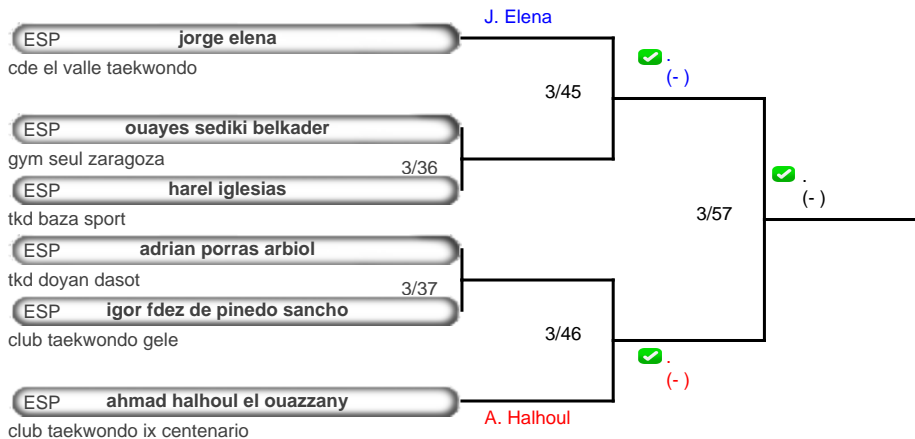 J. Elena
ESP jorge elena
cde el valle taekwondo
.
(- )
3/45
ESP ouayes sediki belkader
gym seul zaragoza
3/36
ESP harel iglesias
tkd baza sport
.
(- )
3/57
ESP adrian porras arbiol
tkd doyan dasot
3/37
ESP igor fdez de pinedo sancho
club taekwondo gele
3/46
.
(- )
ESP ahmad halhoul el ouazzany
A. Halhoul
club taekwondo ix centenario